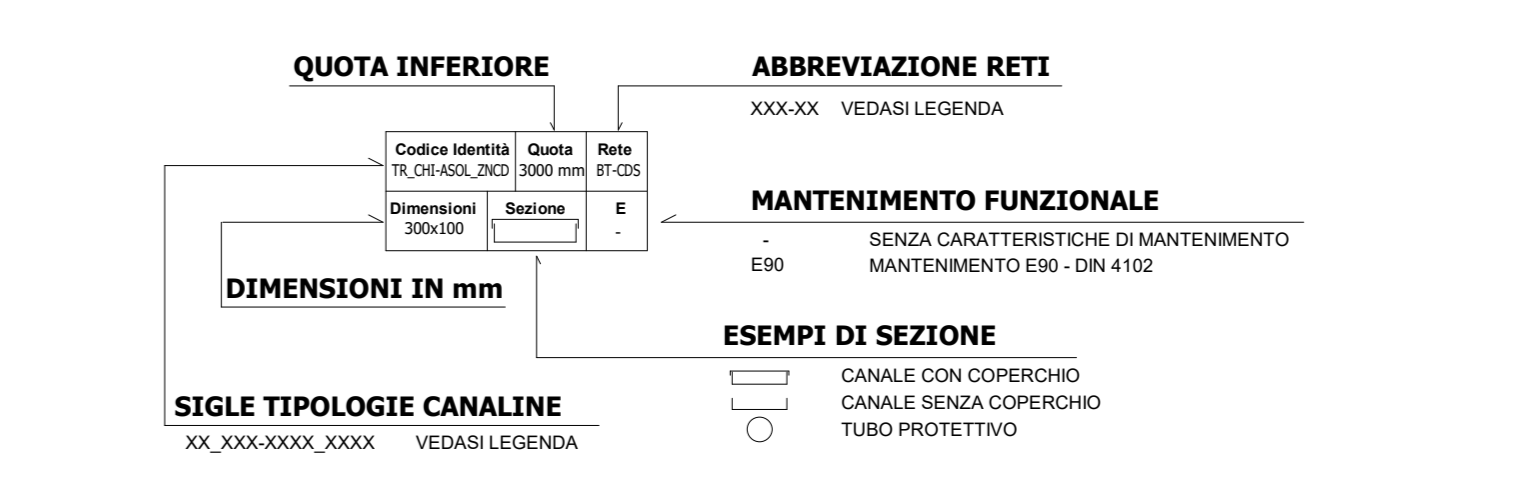 QUOTA INFERIORE
ABBREVIAZIONE RETI
XXX-XX VEDASI LEGENDA
Codice Identità Quota Rete
TR_CHI-ASOL_ZNCD 3000 mm BT-CDS
Dimensioni Sezione E
300x100 -
MANTENIMENTO FUNZIONALE
- SENZA CARATTERISTICHE DI MANTENIMENTO
E90 MANTENIMENTO E90 - DIN 4102
DIMENSIONI IN mm
ESEMPI DI SEZIONE
CANALE CON COPERCHIO
CANALE SENZA COPERCHIO
TUBO PROTETTIVO
SIGLE TIPOLOGIE CANALINE
XX_XXX-XXXX_XXXX VEDASI LEGENDA